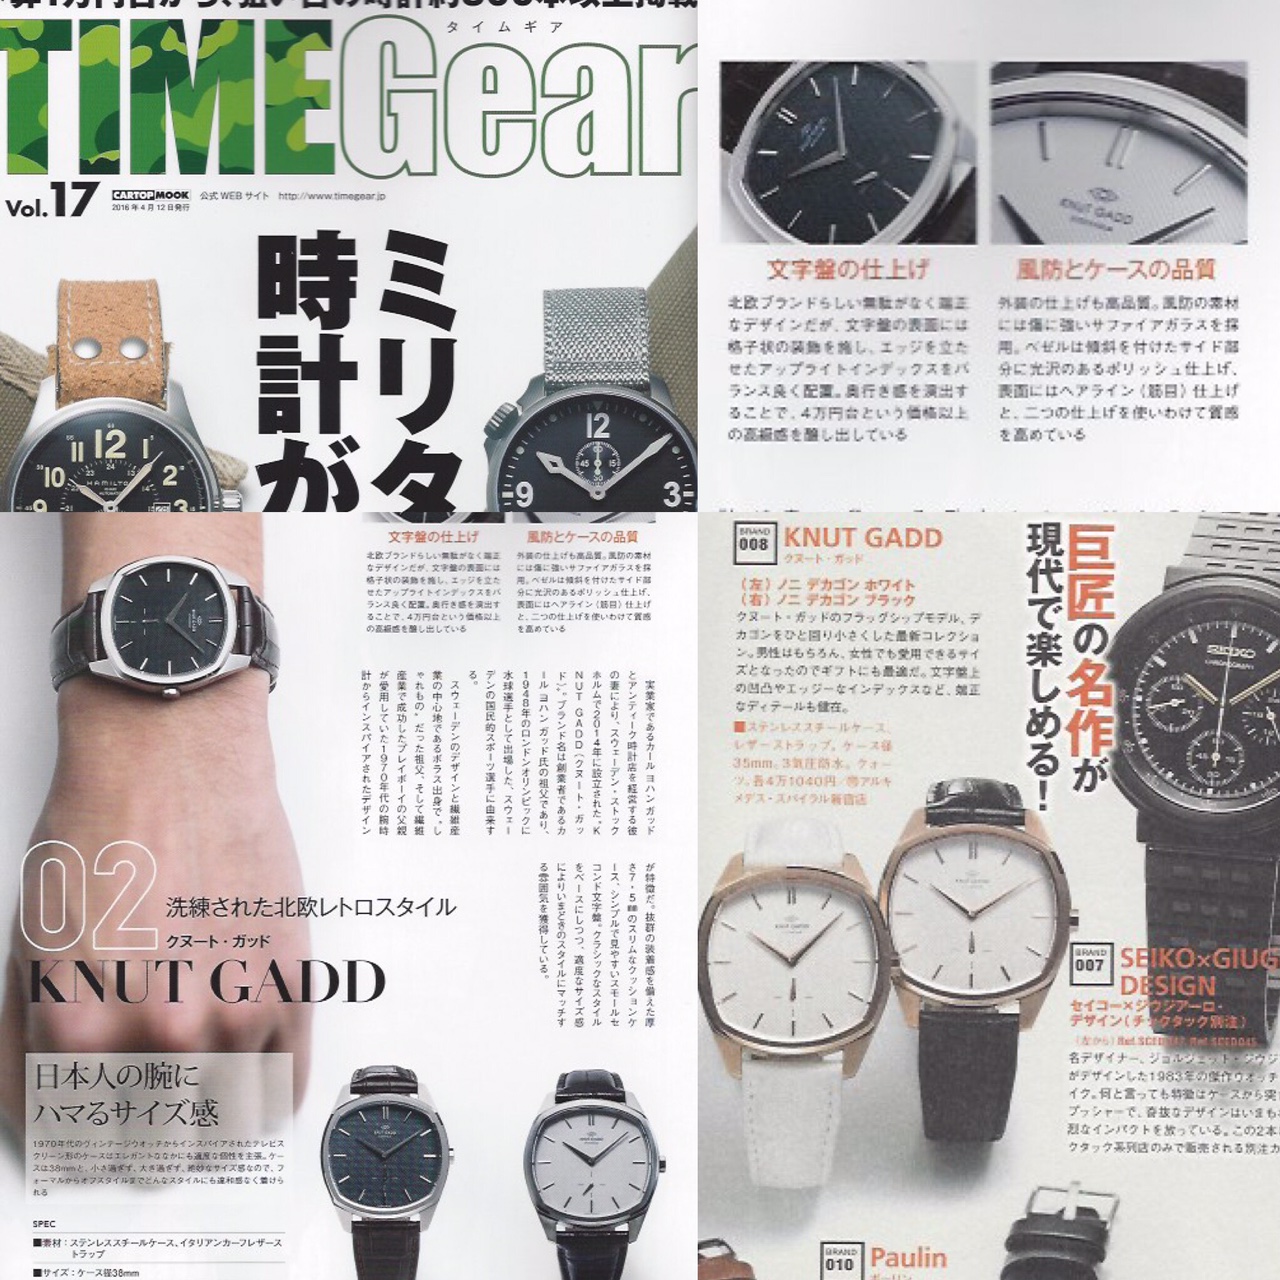 タイムギア
TIMEGear
Vol.17
CARTOPMOOK
2016年4月12日発行
公式WEBサイト http://www.timegear.jp
ミリタ
時計が
HAMILTON
文字盤の仕上げ
北欧ブランドらしい無駄がなく端正
なデザインだが、文字盤の表面には
格子状の装飾を施し、エッジを立た
せたアップライトインデックスをバ
ランス良く配置。奥行き感を演出す
ることで、4万円台という価格以上
の高級感を醸し出している
風防とケースの品質
外装の仕上げも高品質。風防の素材
には傷に強いサファイアガラスを採
用。ベゼルは傾斜を付けたサイド部
分に光沢のあるポリッシュ仕上げ、
表面にはヘアライン(筋目)仕上げ
と、二つの仕上げを使いわけて質感
を高めている
KNUT GADD
文字盤の仕上げ
北欧ブランドらしい無駄がなく端正
なデザインだが、文字盤の表面には
格子状の装飾を施し、エッジを立た
せたアップライトインデックスをバ
ランス良く配置。奥行き感を演出す
ることで、4万円台という価格以上
の高級感を醸し出している
風防とケースの品質
外装の仕上げも高品質。風防の素材
には傷に強いサファイアガラスを採
用。ベゼルは傾斜を付けたサイド部
分に光沢のあるポリッシュ仕上げ、
表面にはヘアライン(筋目)仕上げ
と、二つの仕上げを使いわけて質感
を高めている
実業家であるカール ヨハン ガッド
とアンティーク時計店を経営する彼
の妻により、スウェーデン・ストック
ホルムで2014年に設立された〝K
NUT GADD(クヌート・ガッ
ド)〟。ブランド名は創業者であるカ
ール ヨハン ガッド氏の祖父であり、
1948年のロンドンオリンピックに
水球選手として出場した、スウェー
デンの国民的スポーツ選手に由来す
る。
スウェーデンのデザインと繊維産
業の中心地であるボラス出身で〝し
ゃれもの〟だった祖父、そして繊維
産業で成功したプレイボーイの父親
が愛用していた1970年代の腕時
計からインスパイアされたデザイン
が特徴だ。抜群の装着感を備えた厚
さ7・5㎜のスリムなクッションケ
ース、シンプルで見やすいスモールセ
コンド文字盤。クラシックなスタイル
をベースにしつつ、適度なサイズ感
によりいまどきのスタイルにマッチす
る雰囲気を獲得している。
02
洗練された北欧レトロスタイル
クヌート・ガッド
KNUT GADD
日本人の腕に
ハマるサイズ感
1970年代のヴィンテージウオッチからインスパイアされたテレビス
クリーン形のケースはエレガントななかにも適度な個性を主張。ケー
スは38mmと、小さ過ぎず、大き過ぎず、絶妙なサイズ感なので、フ
ォーマルからオフスタイルまでどんなスタイルにも違和感なく着けら
れる
SPEC
■素材:ステンレススチールケース、イタリアンカーフレザース
トラップ
■サイズ:ケース径38mm
BRAND
008
KNUT GADD
クヌート・ガッド
(左)ノニ デカゴン ホワイト
(右)ノニ デカゴン ブラック
クヌート・ガッドのフラッグシップモデル、デ
カゴンをひと回り小さくした最新コレクショ
ン。男性はもちろん、女性でも愛用できるサイ
ズとなったのでギフトにも最適だ。文字盤上
の凹凸やエッジーなインデックスなど、端正
なディテールも健在。
■ステンレススチールケース、
レザーストラップ。ケース径
35mm。3気圧防水。クォー
ツ。各4万1040円/問アルキ
メデス・スパイラル新宿店
巨匠の名作が
現代で楽しめる!
SEIKO
CHRONOGRAPH
BRAND
007
SEIKO×GIUG
DESIGN
セイコー×ジウジアーロ・
デザイン(チックタック別注)
名デザイナー、ジョルジェット・ジウジ
がデザインした1983年の傑作ウオッチ
イク。何と言っても特徴はケースから突
プッシャーで、奇抜なデザインはいまも
烈なインパクトを放っている。この2本
クタック系列店のみで販売される別注カ
BRAND
010
Paulin
ポーリン